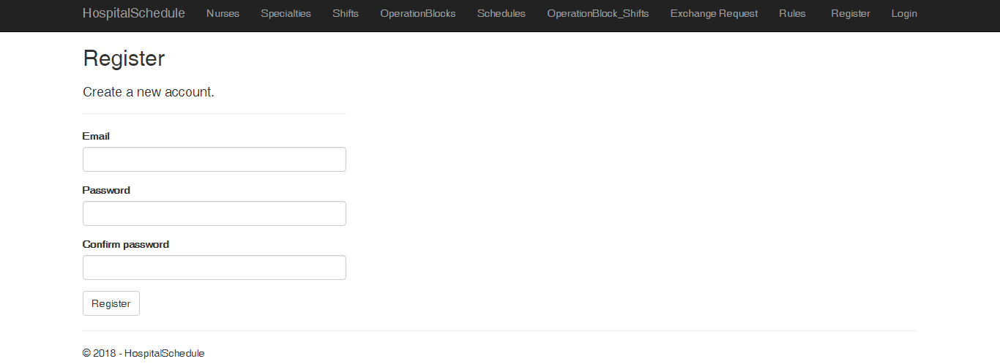 HospitalSchedule Nurses Specialties Shifts OperationBlocks Schedules OperationBlock_Shifts Exchange Request Rules Register Login
Register
Create a new account.
Email
Password
Confirm password
Register
© 2018 - HospitalSchedule